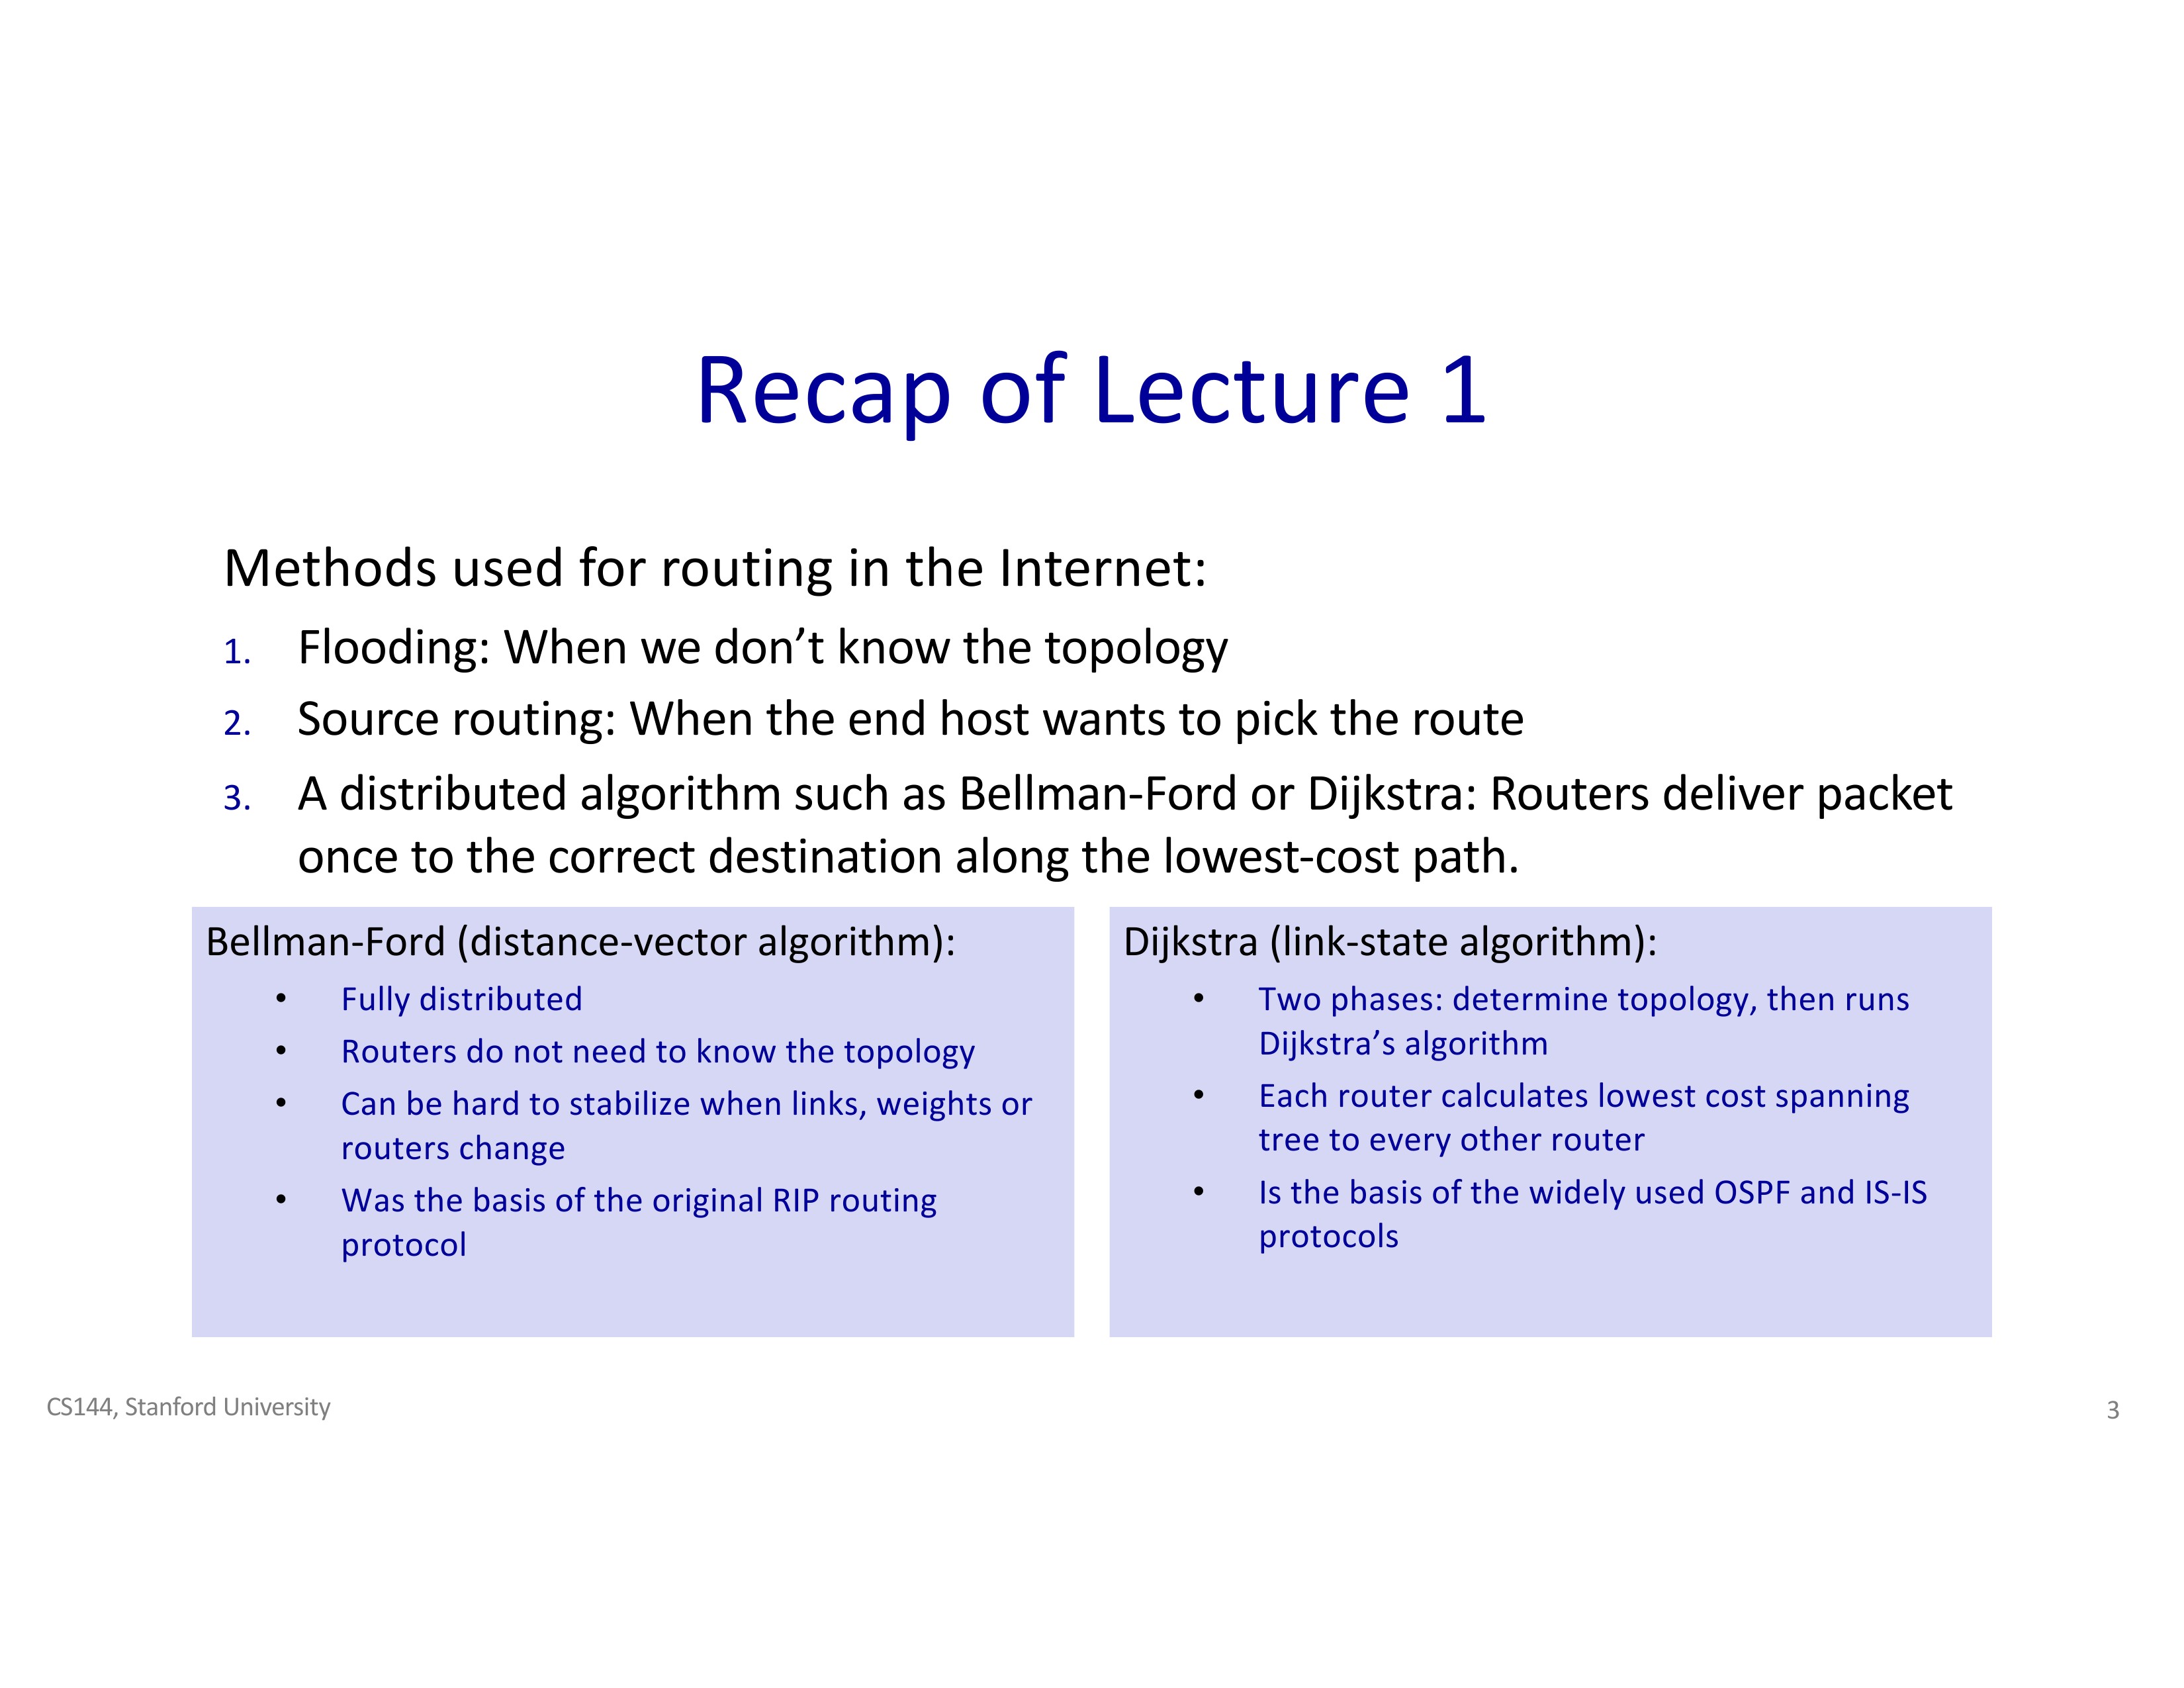 Recap of Lecture 1
Methods used for routing in the Internet:
1. Flooding: When we don’t know the topology
2. Source routing: When the end host wants to pick the route
3. A distributed algorithm such as Bellman-Ford or Dijkstra: Routers deliver packet
once to the correct destination along the lowest-cost path.
Bellman-Ford (distance-vector algorithm):
• Fully distributed
• Routers do not need to know the topology
• Can be hard to stabilize when links, weights or
routers change
• Was the basis of the original RIP routing
protocol
Dijkstra (link-state algorithm):
• Two phases: determine topology, then runs
Dijkstra’s algorithm
• Each router calculates lowest cost spanning
tree to every other router
• Is the basis of the widely used OSPF and IS-IS
protocols
CS144, Stanford University
3